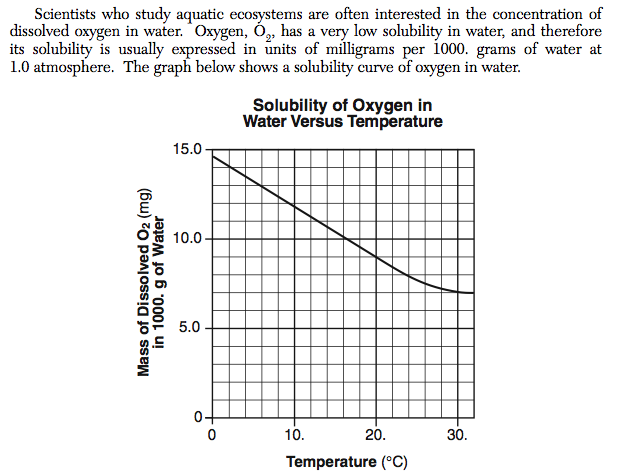 Scientists who study aquatic ecosystems are often interested in the concentration of
dissolved oxygen in water. Oxygen, O₂, has a very low solubility in water, and therefore
its solubility is usually expressed in units of milligrams per 1000. grams of water at
1.0 atmosphere. The graph below shows a solubility curve of oxygen in water.
Solubility of Oxygen in
Water Versus Temperature
Mass of Dissolved O₂ (mg)
in 1000. g of Water
15.0
10.0
5.0
0
0 10. 20. 30.
Temperature (°C)